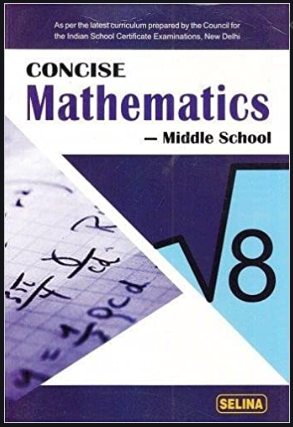 As per the latest curriculum prepared by the Council for
the Indian School Certificate Examinations, New Delhi
CONCISE
Mathematics
— Middle School
√8
SELINA